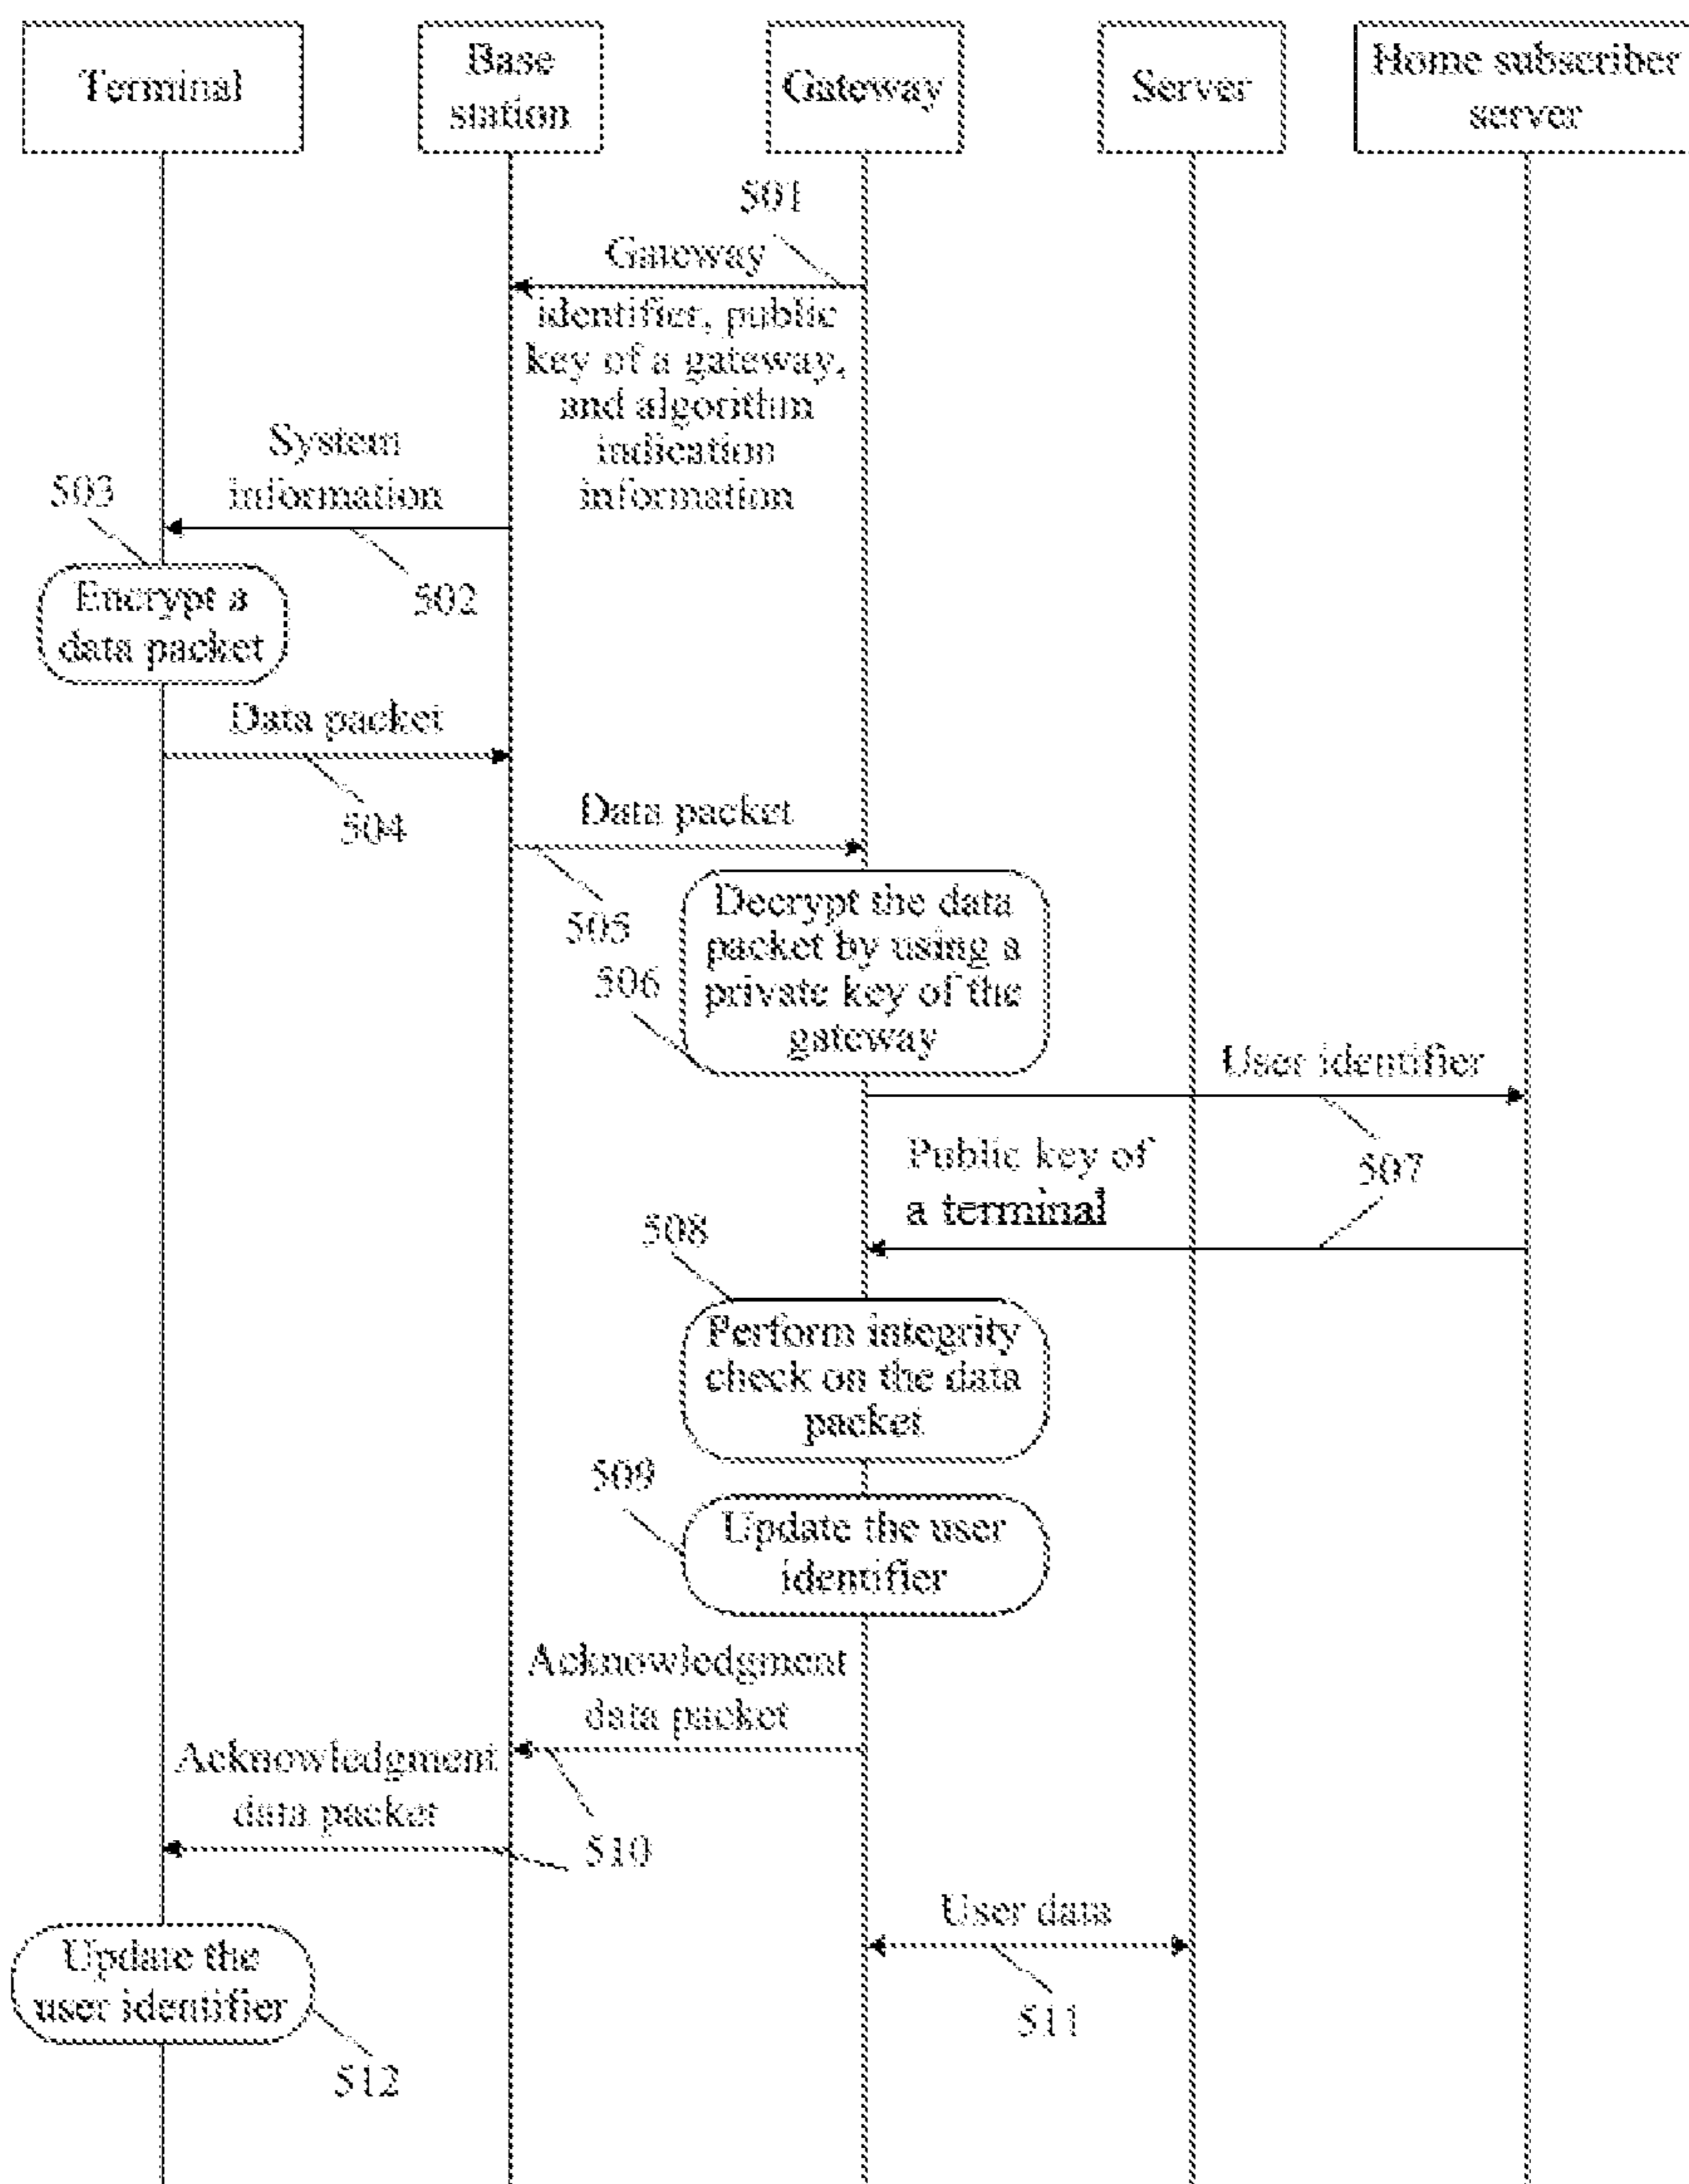 Terminal
Base
station
Gateway
Server
Home subscriber
server
501
Gateway
identifier, public
key of a gateway,
and algorithm
indication
information
System
information
503
502
Encrypt a
data packet
Data packet
504
Data packet
505
Decrypt the data
packet by using a
private key of the
gateway
506
User identifier
507
Public key of
a terminal
508
Perform integrity
check on the data
packet
509
Update the user
identifier
Acknowledgment
data packet
Acknowledgment
data packet
510
User data
511
Update the
user identifier
512